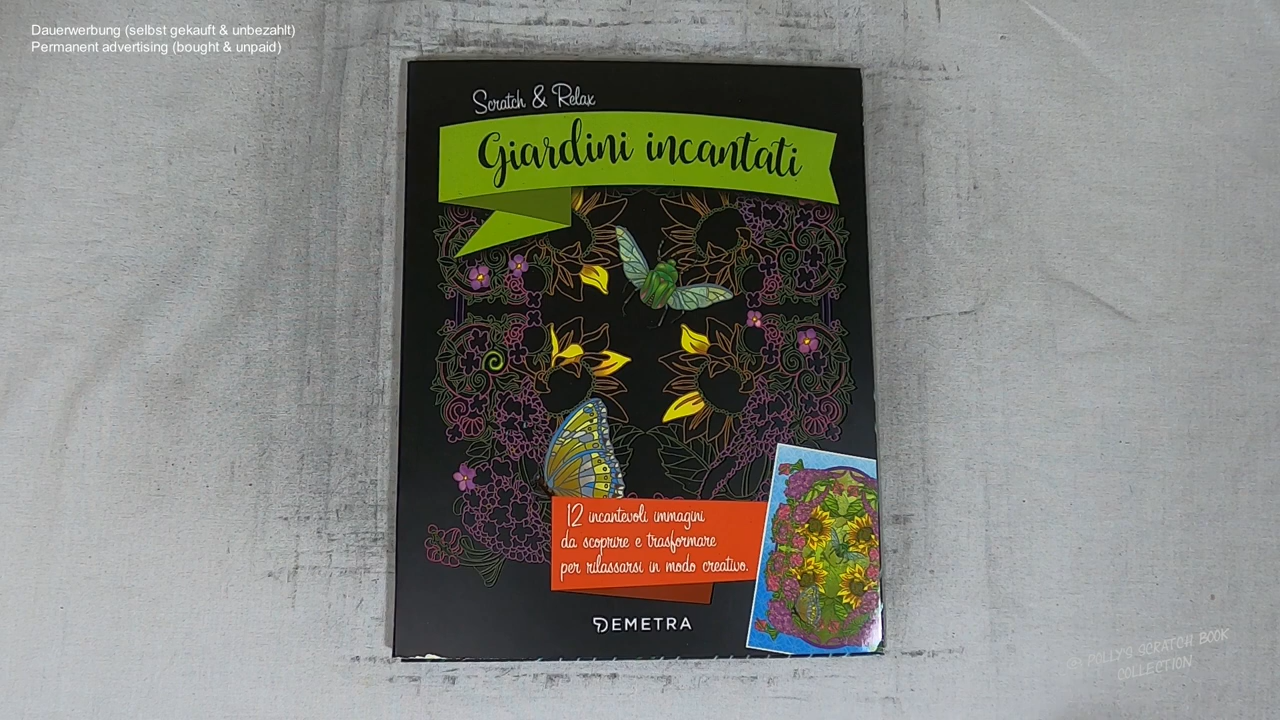 Dauerwerbung (selbst gekauft & unbezahlt)
Permanent advertising (bought & unpaid)
Scratch & Relax
Giardini incantati
12 incantevoli immagini
da scoprire e trasformare
per rilassarsi in modo creativo.
DEMETRA
© POLLY'S SCRATCH BOOK
COLLECTION